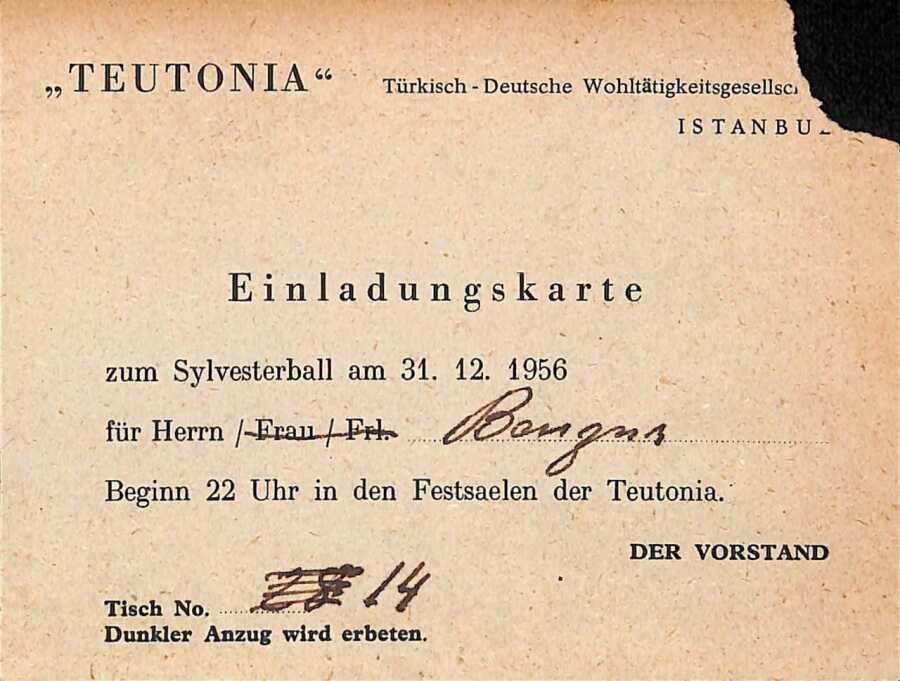 „TEUTONIA“ Türkisch - Deutsche Wohltätigkeitsgesellsc
ISTANBU
Einladungskarte
zum Sylvesterball am 31. 12. 1956
für Herrn / Frau / Frl.
Beginn 22 Uhr in den Festsaelen der Teutonia.
DER VORSTAND
Tisch No. 14
Dunkler Anzug wird erbeten.